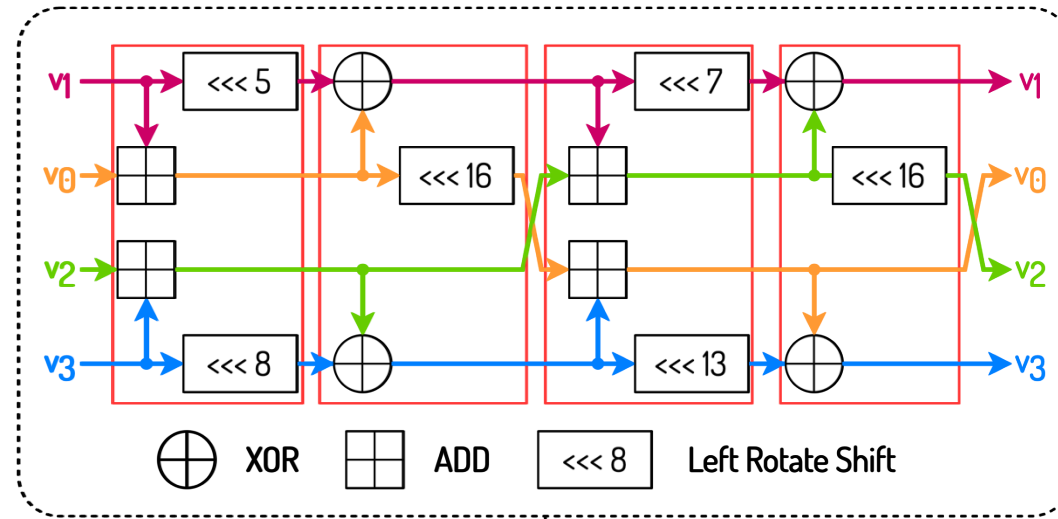 v1 <<< 5 <<< 7 v1
v0 <<< 16 <<< 16 v0
v2 v2
v3 <<< 8 <<< 13 v3
XOR ADD <<< 8 Left Rotate Shift